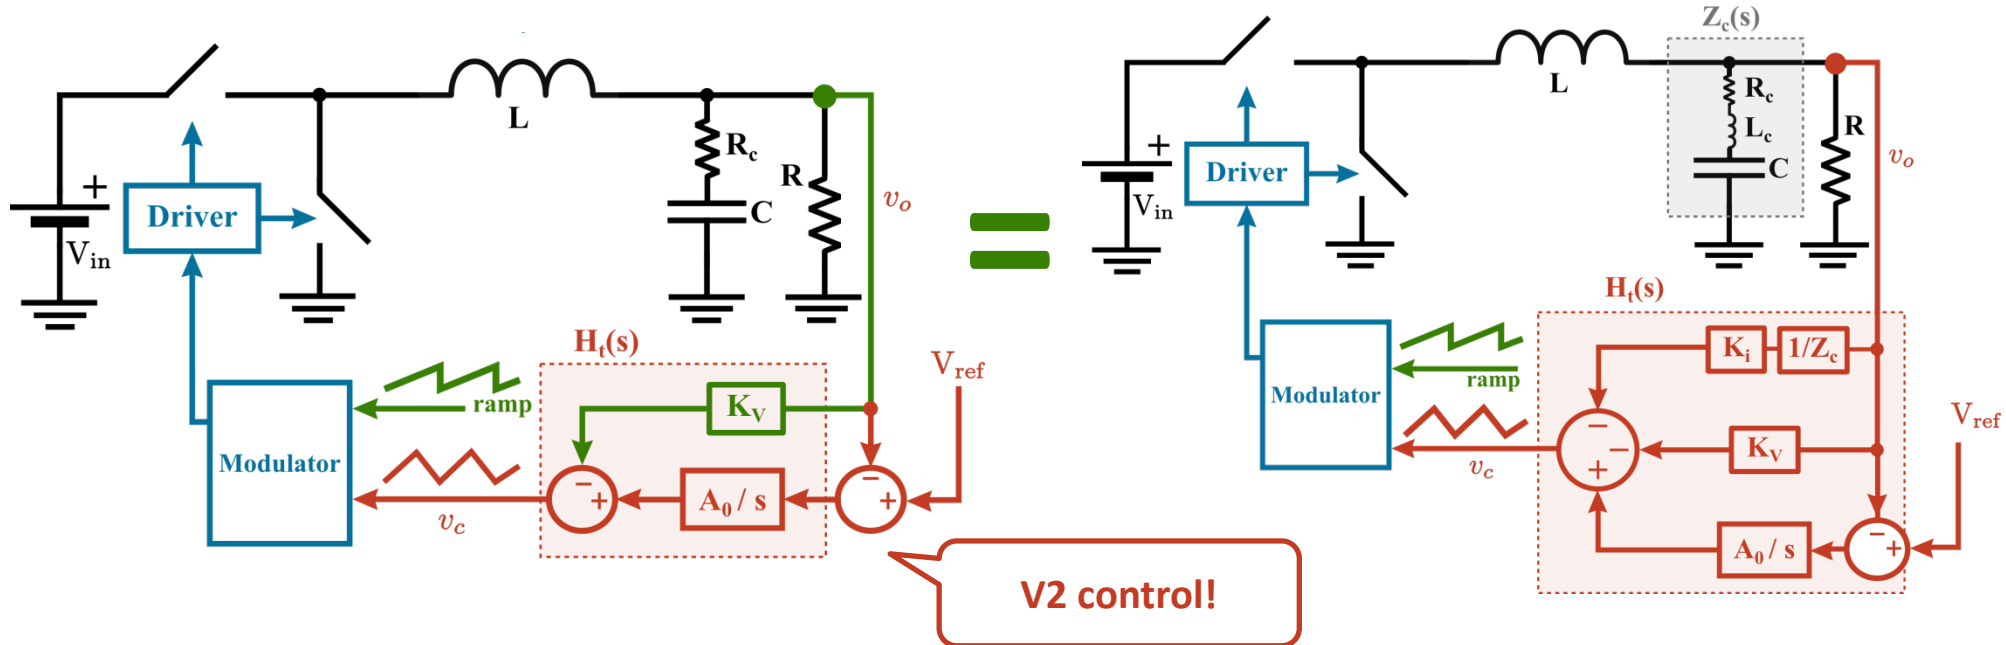 L
R_c
C
R
v_o
V_in
+
Driver
H_t(s)
K_V
V_ref
ramp
Modulator
v_c
−
+
A_0 / s
−
+
V2 control!
=
Z_c(s)
L
R_c
L_c
C
R
v_o
+
Driver
V_in
H_t(s)
K_i
1/Z_c
ramp
Modulator
−
−
+
K_V
V_ref
v_c
A_0 / s
−
+